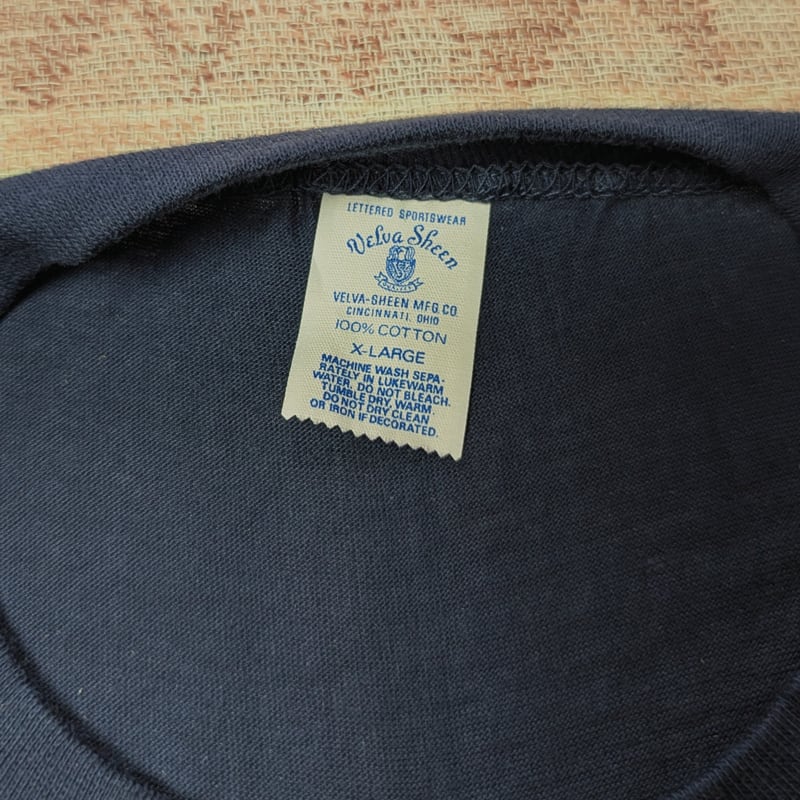 LETTERED SPORTSWEAR
Velva Sheen
VELVA-SHEEN MFG. CO.
CINCINNATI, OHIO
100% COTTON
X-LARGE
MACHINE WASH SEPA-
RATELY IN LUKEWARM
WATER, DO NOT BLEACH.
TUMBLE DRY, WARM.
DO NOT DRY CLEAN
OR IRON IF DECORATED.